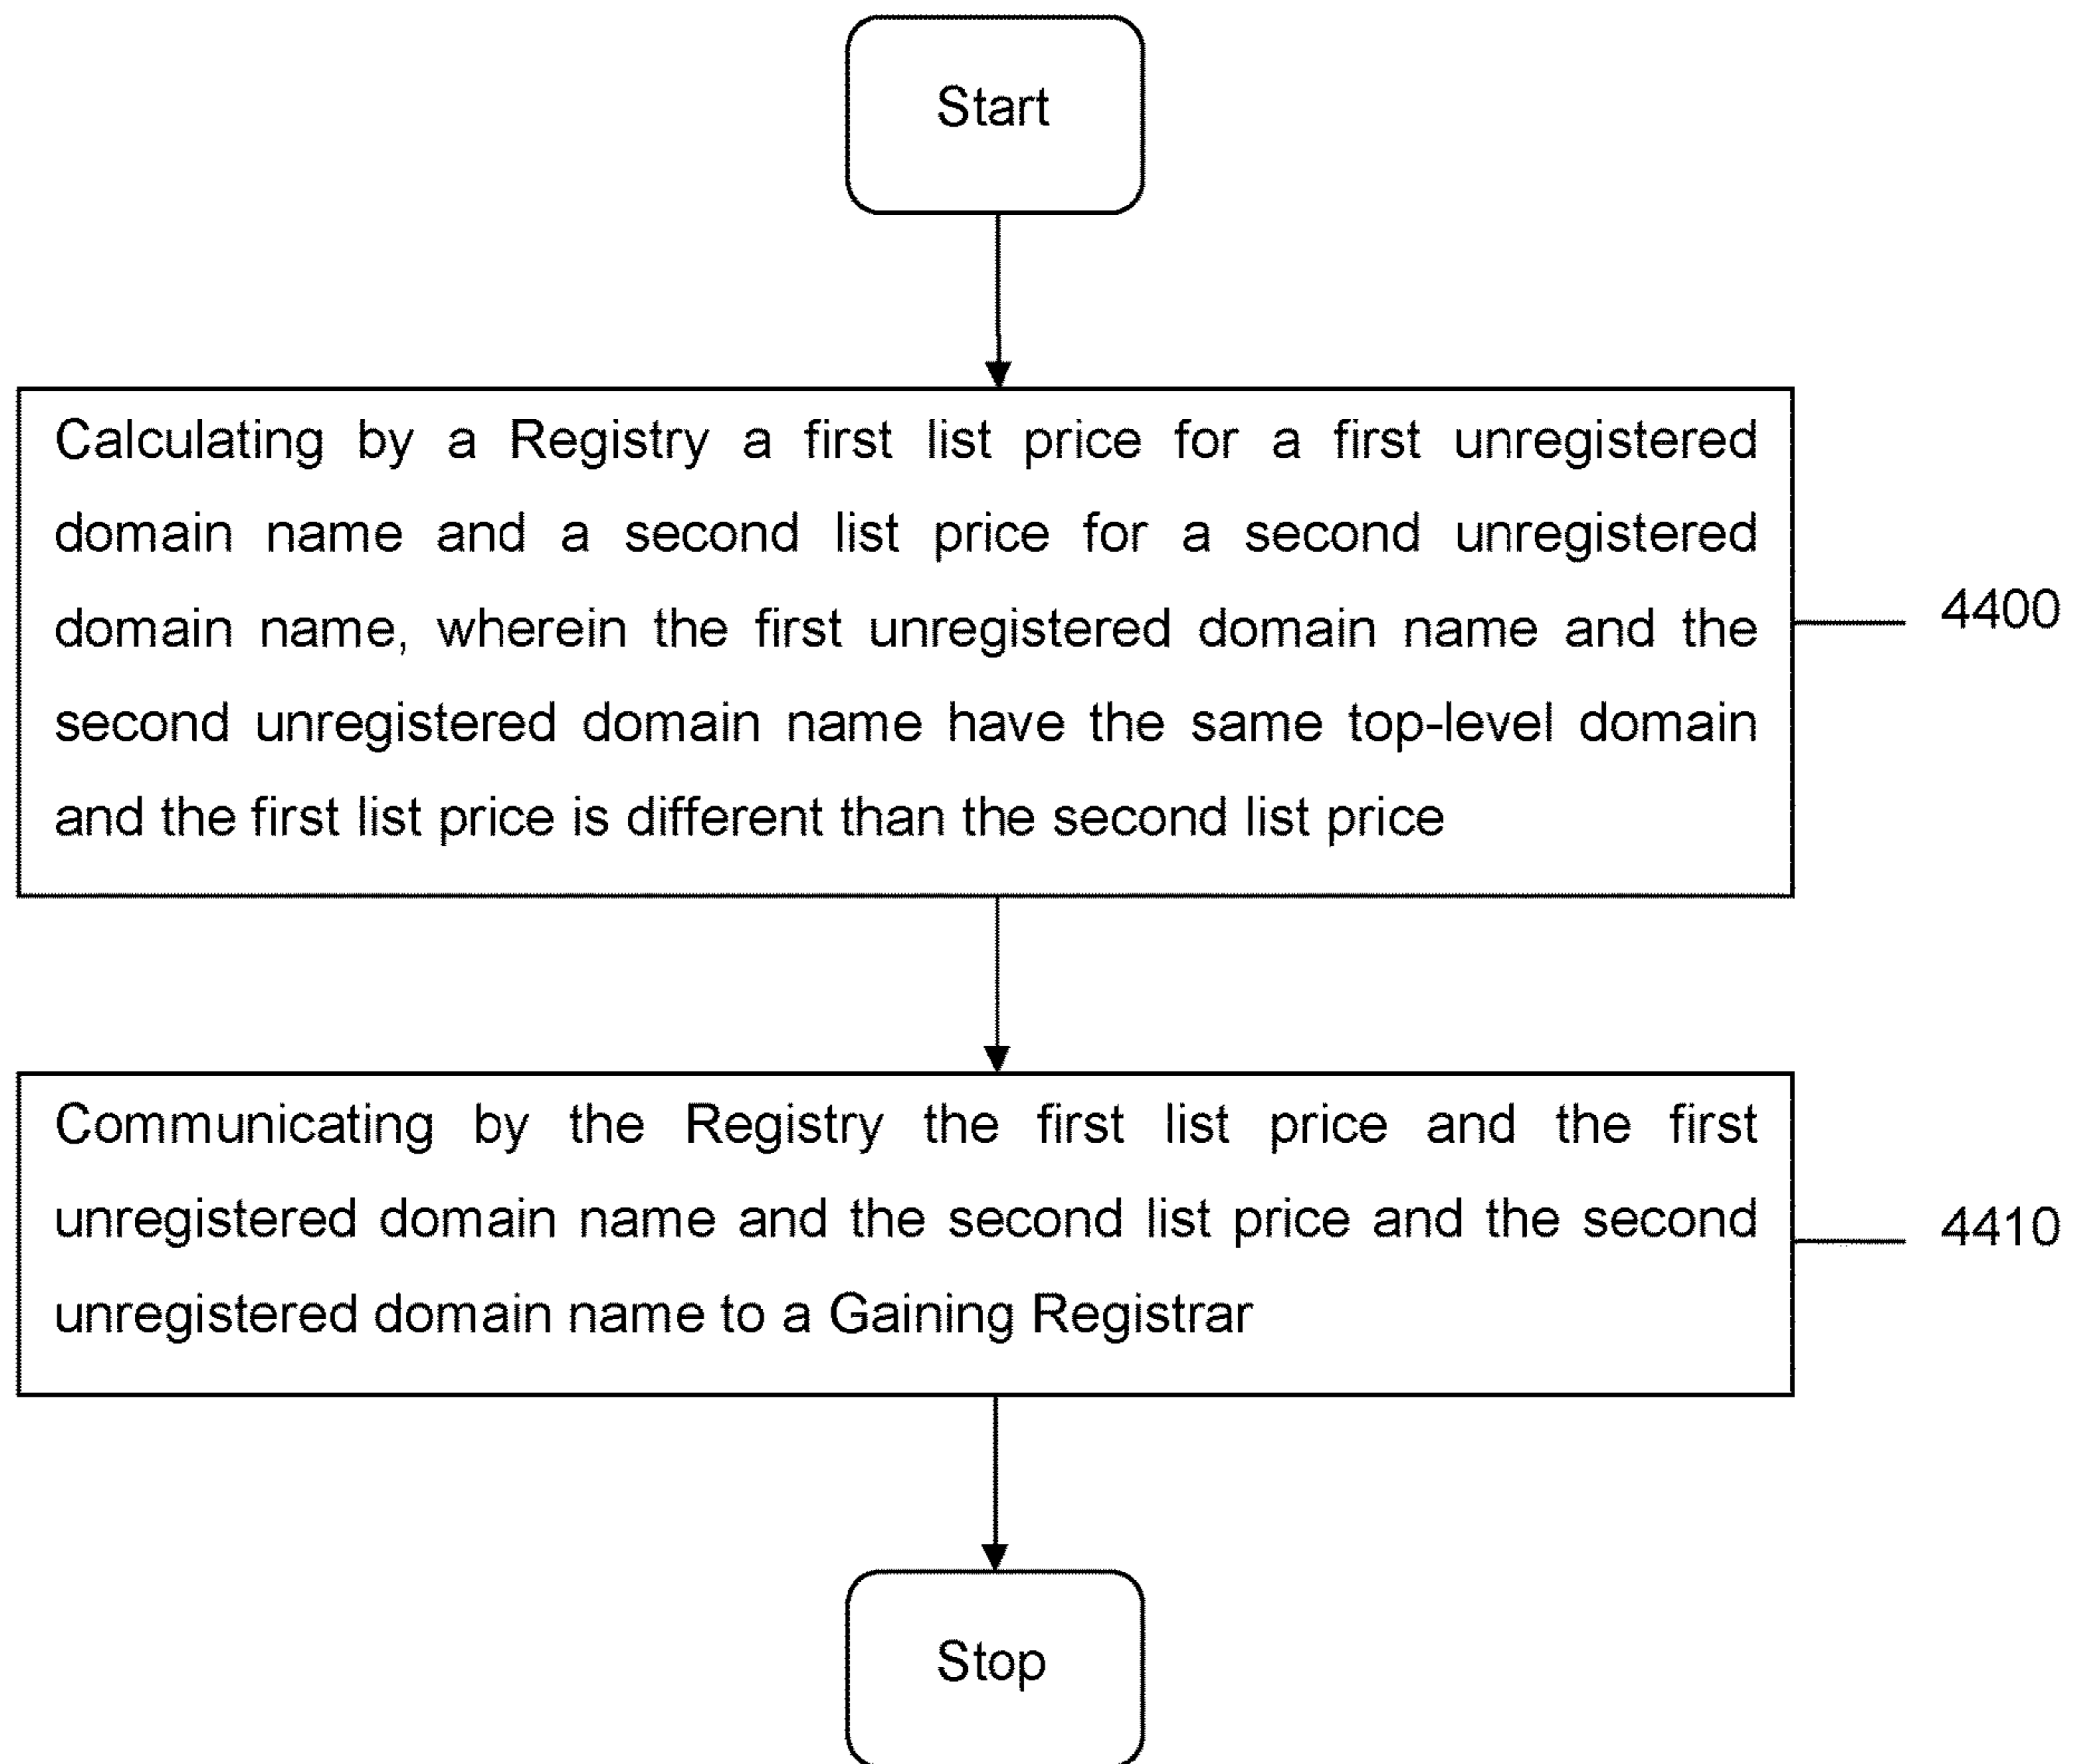 Start
Calculating by a Registry a first list price for a first unregistered
domain name and a second list price for a second unregistered
domain name, wherein the first unregistered domain name and the
second unregistered domain name have the same top-level domain
and the first list price is different than the second list price
4400
Communicating by the Registry the first list price and the first
unregistered domain name and the second list price and the second
unregistered domain name to a Gaining Registrar
4410
Stop